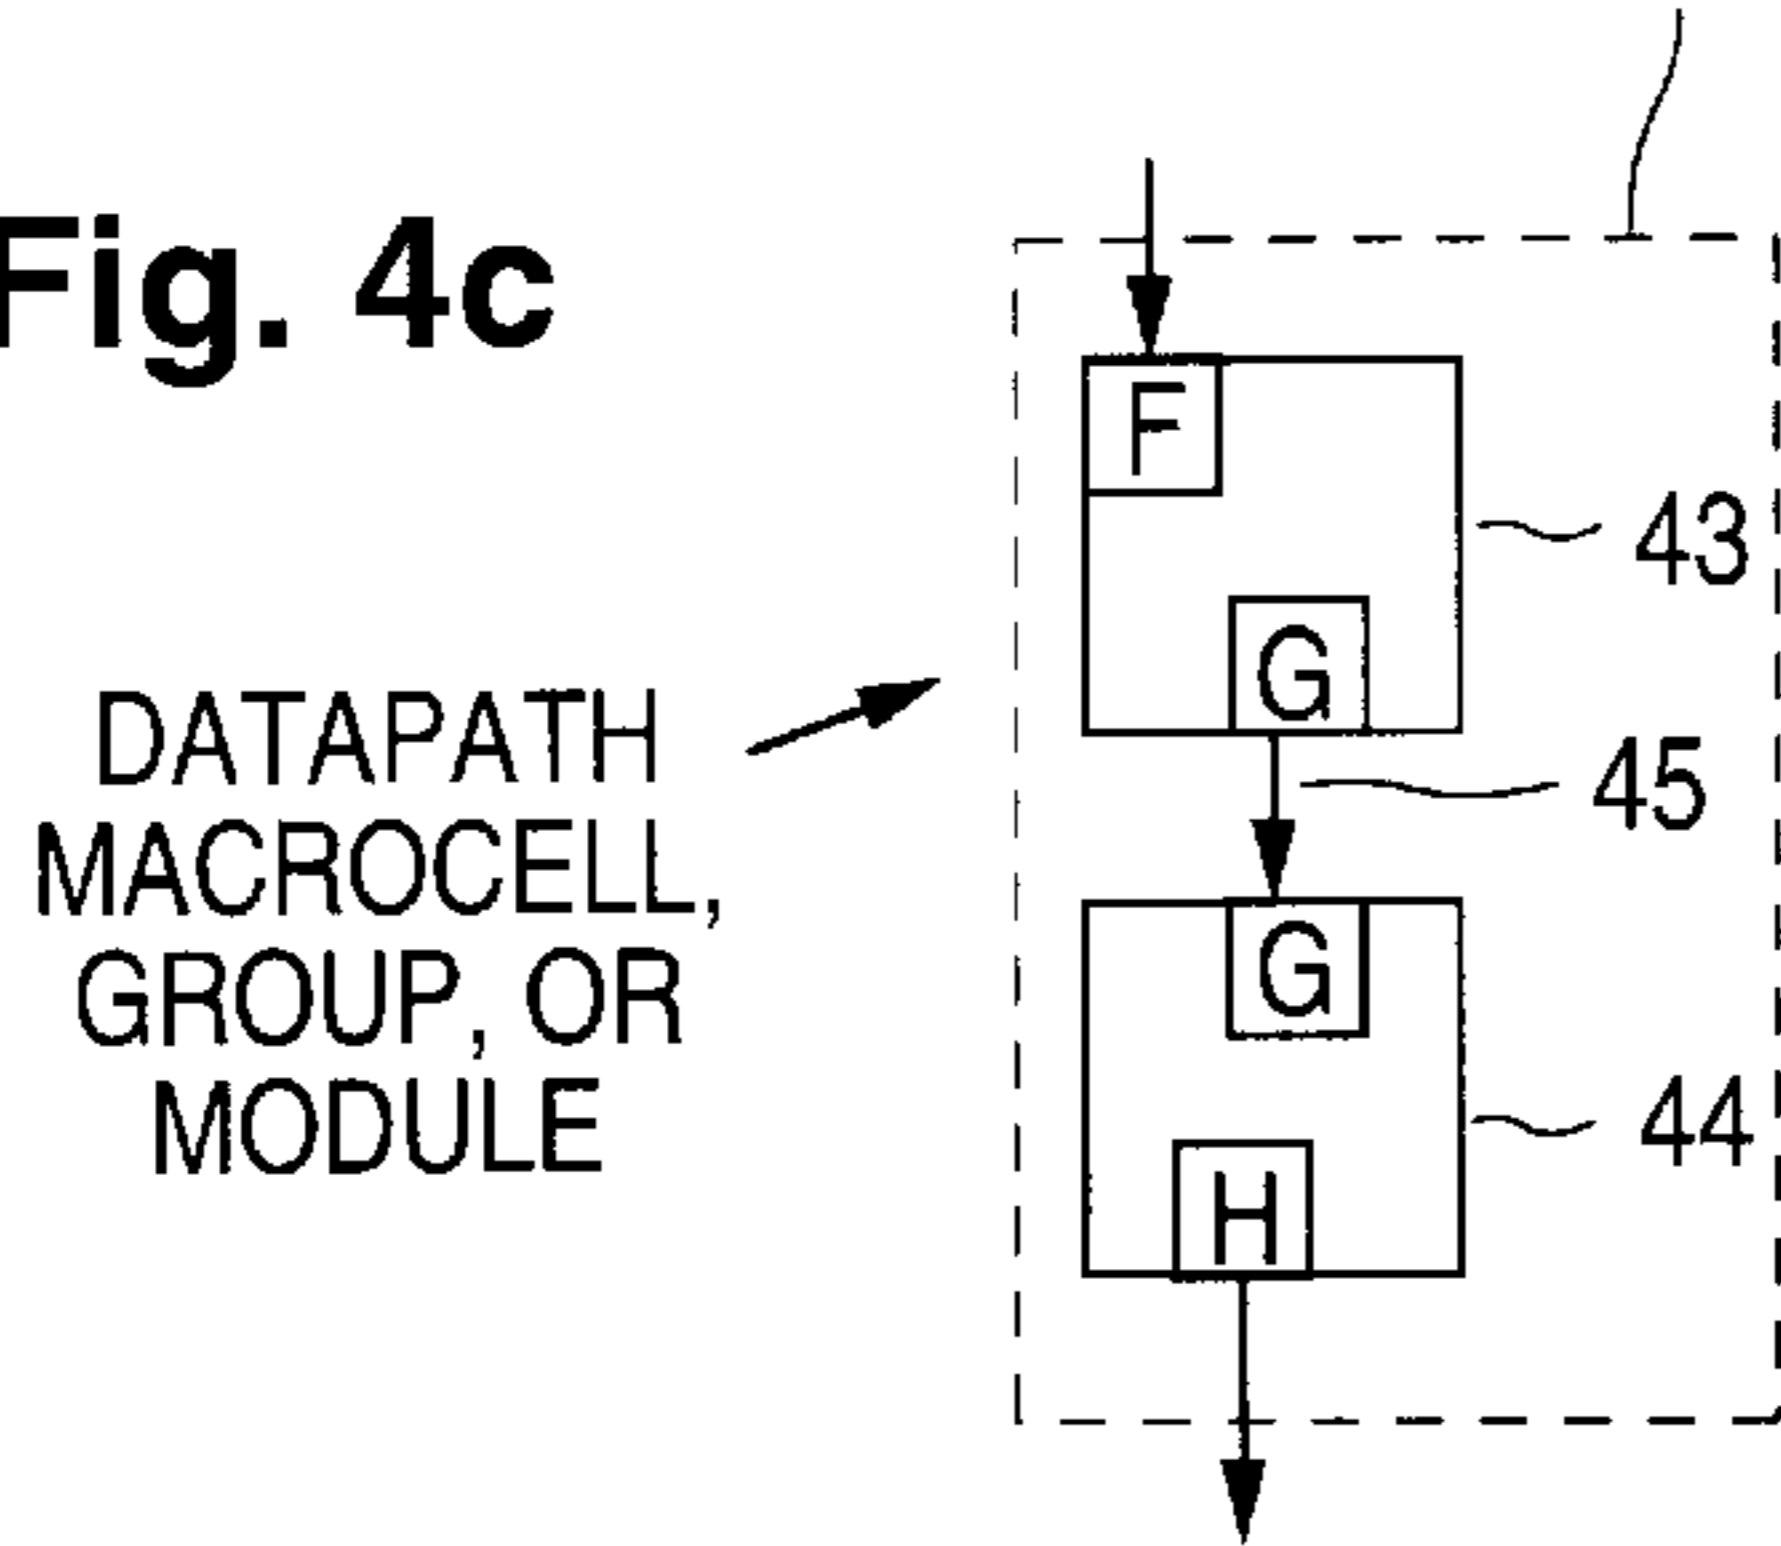 Fig. 4c
F
43
G
DATAPATH
MACROCELL,
GROUP, OR
MODULE
45
G
44
H